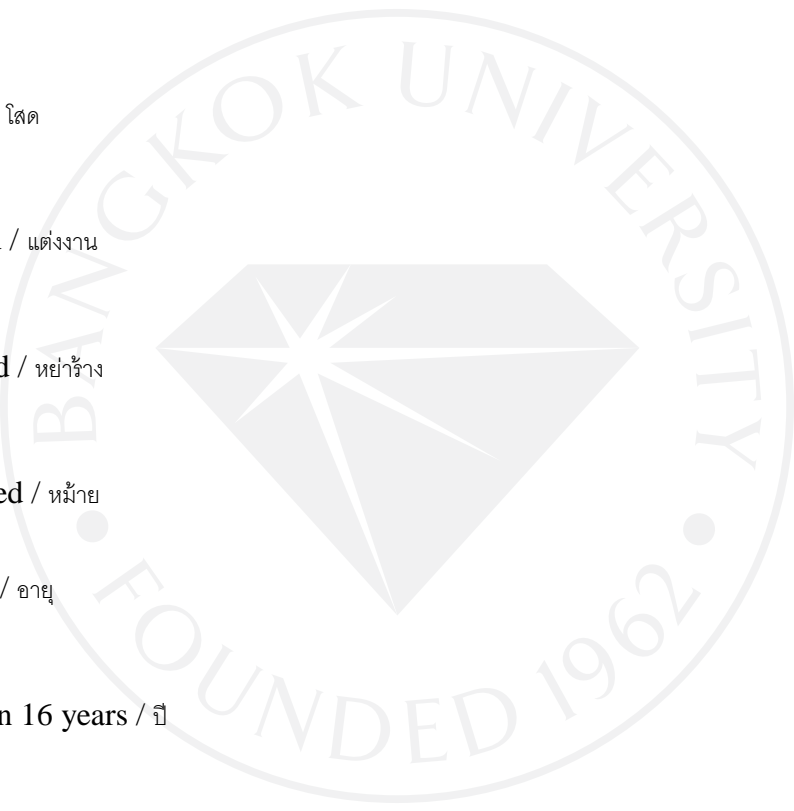 โสด
/ แต่งงาน
d / หย่าร้าง
ed / หม้าย
/ อายุ
n 16 years / ปี
BANGKOK UNIVERSITY
• FOUNDED 1962 •